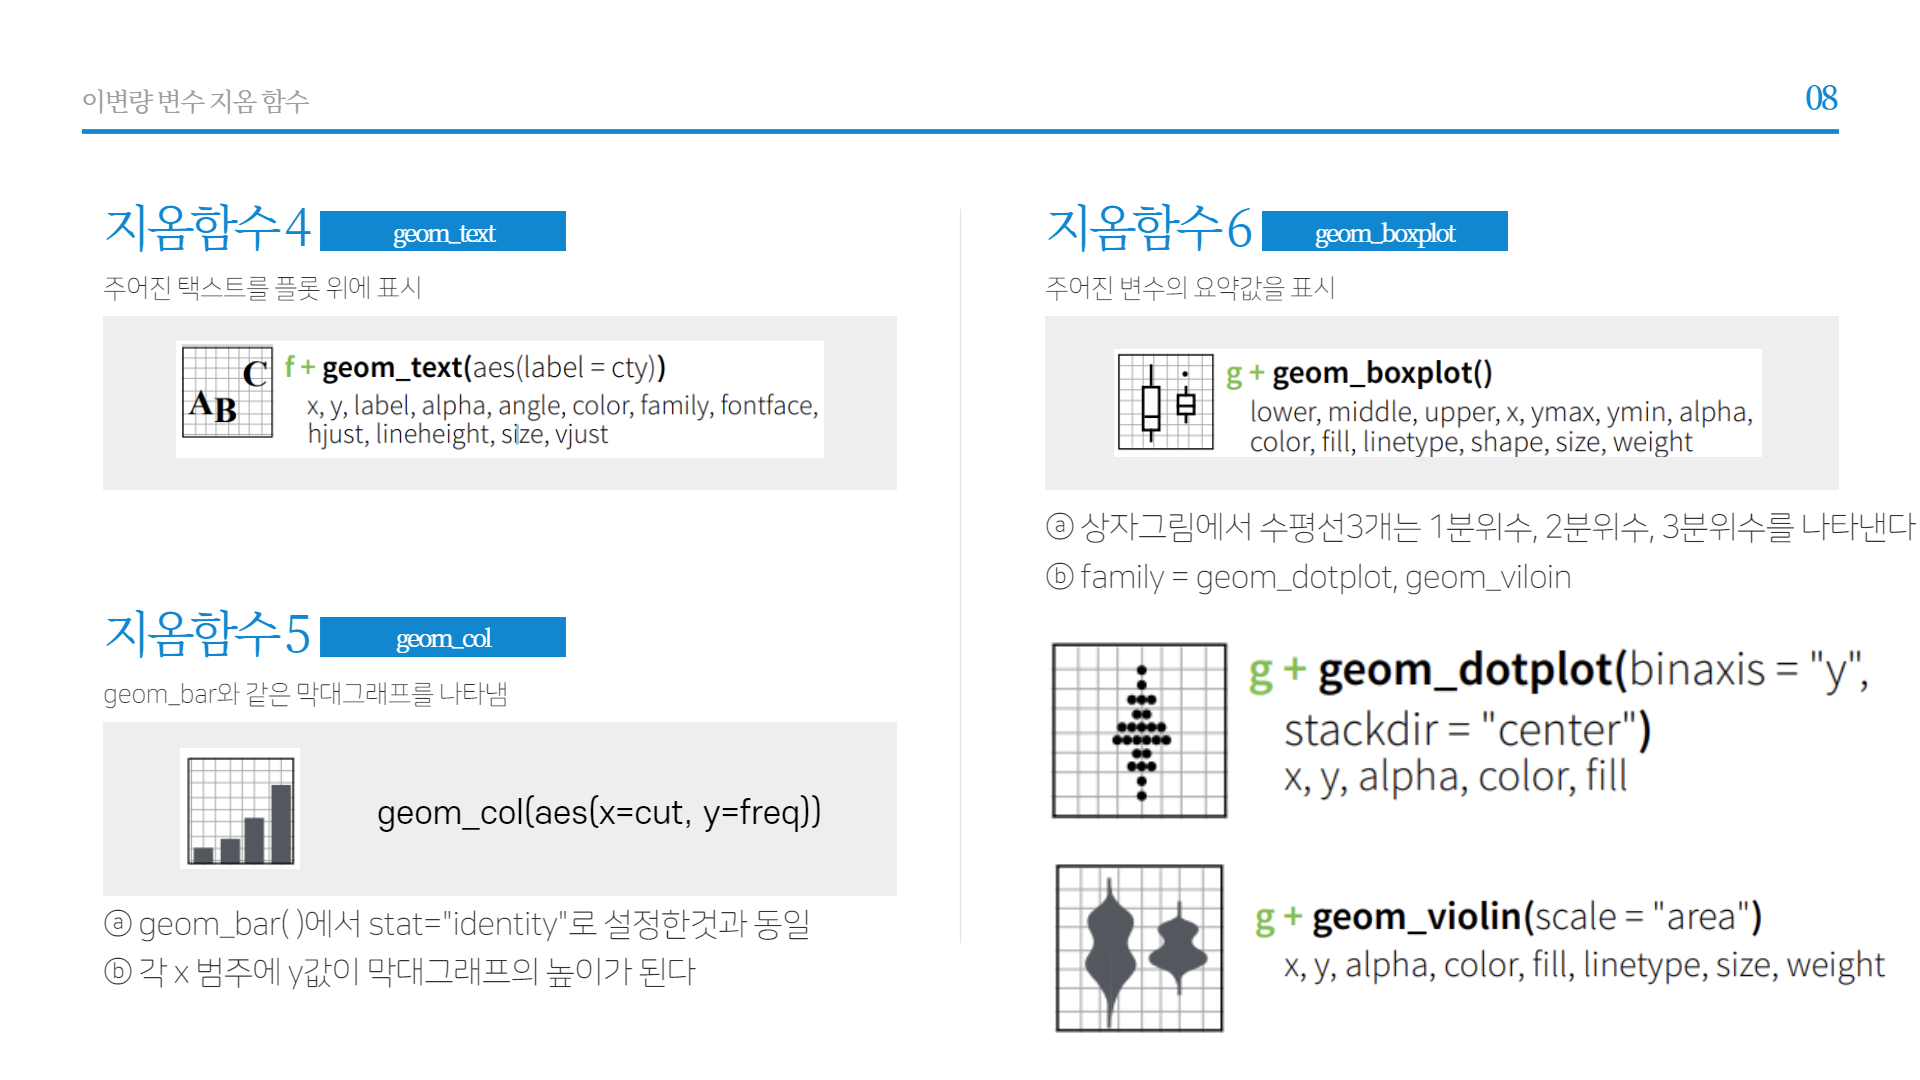 이변량 변수 지옴 함수
08
지옴함수4
geom_text
주어진 택스트를 플롯 위에 표시
A B C
f + geom_text(aes(label = cty))
x, y, label, alpha, angle, color, family, fontface,
hjust, lineheight, size, vjust
지옴함수5
geom_col
geom_bar와 같은 막대그래프를 나타냄
geom_col(aes(x=cut, y=freq))
ⓐ geom_bar( )에서 stat="identity"로 설정한것과 동일
ⓑ 각 x 범주에 y값이 막대그래프의 높이가 된다
지옴함수6
geom_boxplot
주어진 변수의 요약값을 표시
g + geom_boxplot()
lower, middle, upper, x, ymax, ymin, alpha,
color, fill, linetype, shape, size, weight
ⓐ 상자그림에서 수평선3개는 1분위수, 2분위수, 3분위수를 나타낸다
ⓑ family = geom_dotplot, geom_viloin
g + geom_dotplot(binaxis = "y",
stackdir = "center")
x, y, alpha, color, fill
g + geom_violin(scale = "area")
x, y, alpha, color, fill, linetype, size, weight